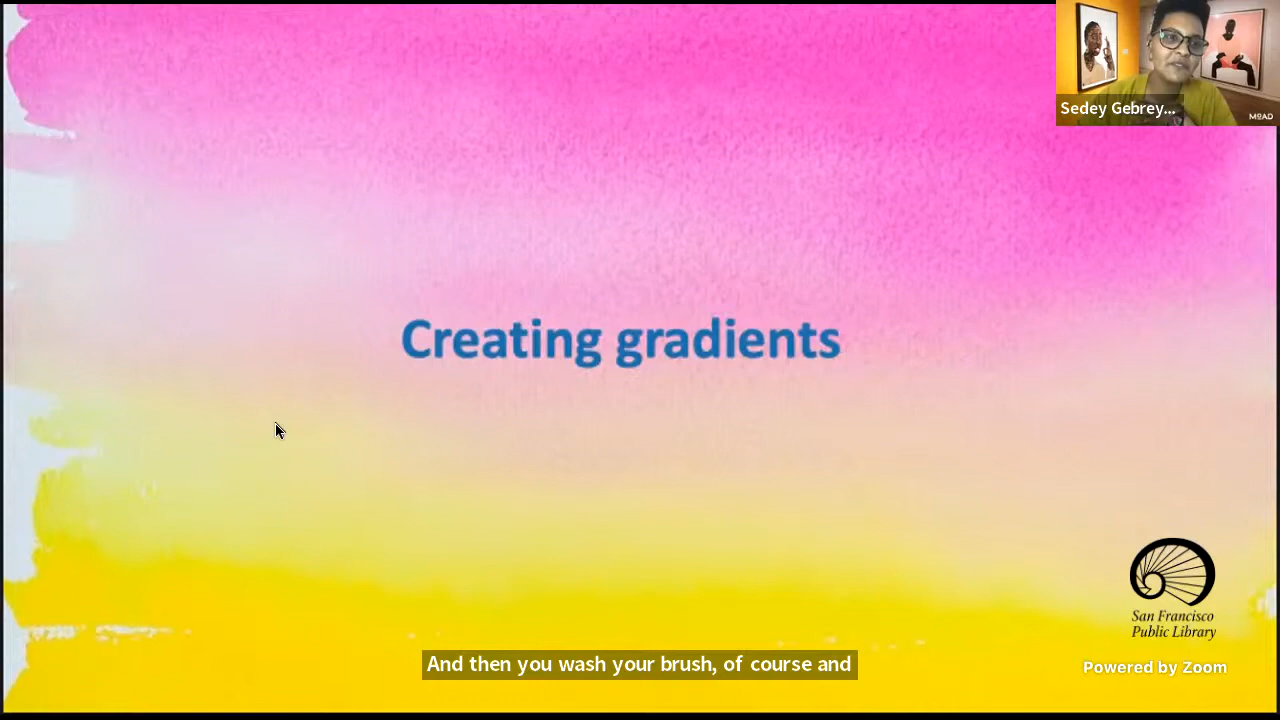 Sedey Gebrey...
MoAD
Creating gradients
San Francisco
Public Library
And then you wash your brush, of course and
Powered by Zoom